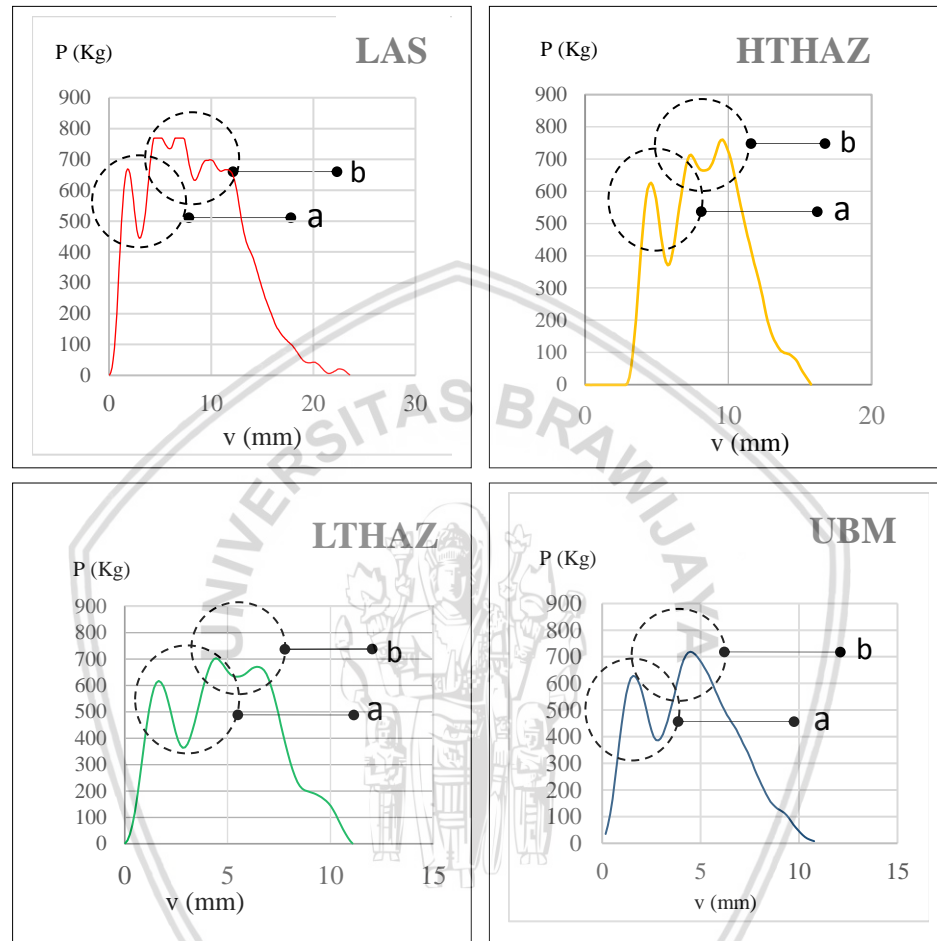 LAS
P (Kg)
900
800
700
600
500
400
300
200
100
0
0 10 20 30
v (mm)
b
a
HTHAZ
P (Kg)
900
800
700
600
500
400
300
200
100
0
0 10 20
v (mm)
b
a
LTHAZ
P (Kg)
900
800
700
600
500
400
300
200
100
0
0 5 10 15
v (mm)
b
a
UBM
P (Kg)
900
800
700
600
500
400
300
200
100
0
0 5 10 15
v (mm)
b
a
UNIVERSITAS BRAWIJAYA